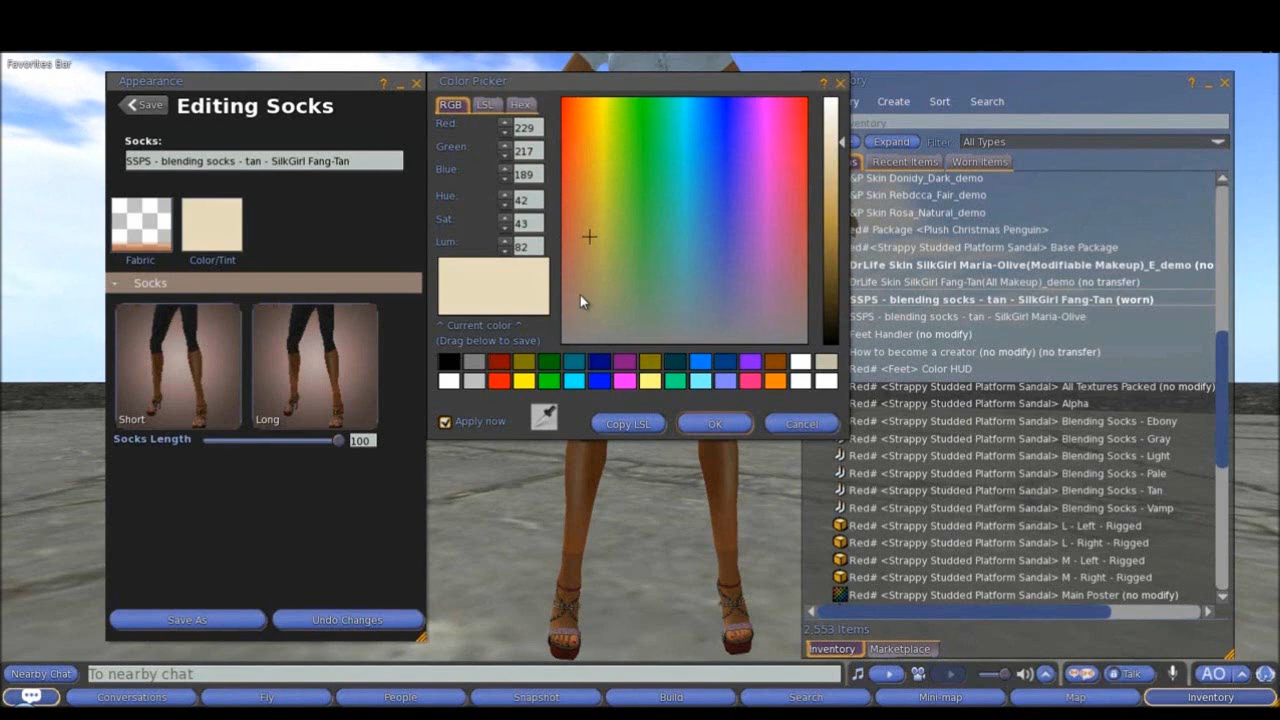 Favorites Bar
Appearance
Save
Editing Socks
Socks:
SSPS - blending socks - tan - SilkGirl Fang-Tan
Fabric
Color/Tint
Socks
Short
Long
Socks Length
100
Save As
Undo Changes
Color Picker
RGB
LSL
Hex
Red:
229
Green:
217
Blue:
189
Hue:
42
Sat:
43
Lum:
82
^ Current color ^
(Drag below to save)
Apply now
Copy LSL
OK
Cancel
Create
Sort
Search
Expand
Filter
All Types
Recent Items
Worn Items
&P Skin Donidy_Dark_demo
&P Skin Rebdcca_Fair_demo
&P Skin Rosa_Natural_demo
ed# Package <Plush Christmas Penguin>
ed#<Strappy Studded Platform Sandal> Base Package
DrLife Skin SilkGirl Maria-Olive(Modifiable Makeup)_E_demo (no
DrLife Skin SilkGirl Tan(All Makeup)_demo (no transfer)
SSPS - blending socks - tan - SilkGirl Fang-Tan (worn)
SSPS - blending socks - tan - SilkGirl Maria-Olive
Feet Handler (no modify)
How to become a creator (no modify) (no transfer)
Red# <Feet> Color HUD
Red# <Strappy Studded Platform Sandal> All Textures Packed (no modify)
Red# <Strappy Studded Platform Sandal> Alpha
Red# <Strappy Studded Platform Sandal> Blending Socks - Ebony
Red# <Strappy Studded Platform Sandal> Blending Socks - Gray
Red# <Strappy Studded Platform Sandal> Blending Socks - Light
Red# <Strappy Studded Platform Sandal> Blending Socks - Pale
Red# <Strappy Studded Platform Sandal> Blending Socks - Tan
Red# <Strappy Studded Platform Sandal> Blending Socks - Vamp
Red# <Strappy Studded Platform Sandal> L - Left - Rigged
Red# <Strappy Studded Platform Sandal> L - Right - Rigged
Red# <Strappy Studded Platform Sandal> M - Left - Rigged
Red# <Strappy Studded Platform Sandal> M - Right - Rigged
Red# <Strappy Studded Platform Sandal> Main Poster (no modify)
2,553 Items
Inventory
Marketplace
Nearby Chat
To nearby chat
Talk
AO
Conversations
Fly
People
Snapshot
Build
Search
Mini-map
Map
Inventory